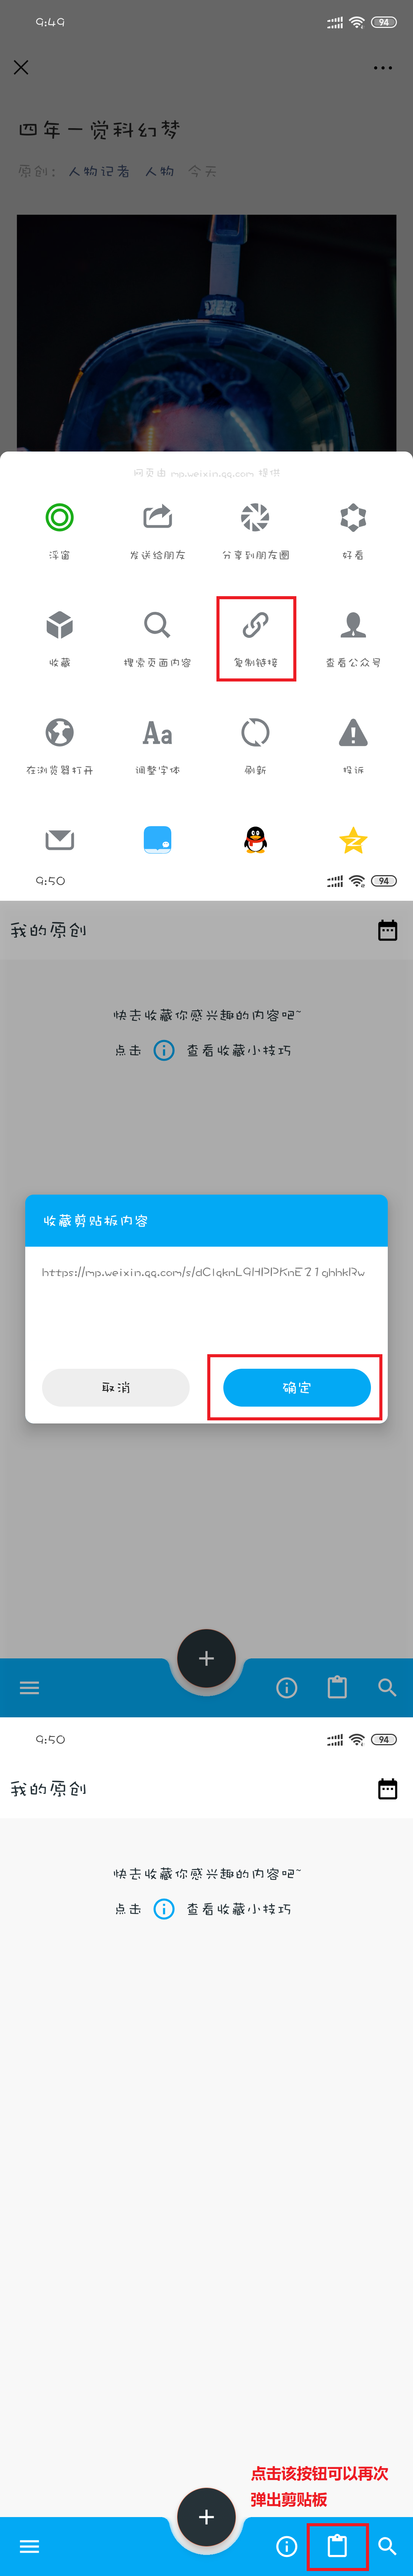 9:49
94
四年一觉科幻梦
原创: 人物记者 人物 今天
网页由 mp.weixin.qq.com 提供
浮窗 发送给朋友 分享到朋友圈 好看
收藏 搜索页面内容 复制链接 查看公众号
在浏览器打开 调整字体 刷新 投诉
9:50
94
我的原创
快去收藏你感兴趣的内容吧~
点击 查看收藏小技巧
收藏剪贴板内容
https://mp.weixin.qq.com/s/dClqknL9HPPKnEZ1ghhkRw
取消 确定
9:50
94
我的原创
快去收藏你感兴趣的内容吧~
点击 查看收藏小技巧
点击该按钮可以再次
弹出剪贴板